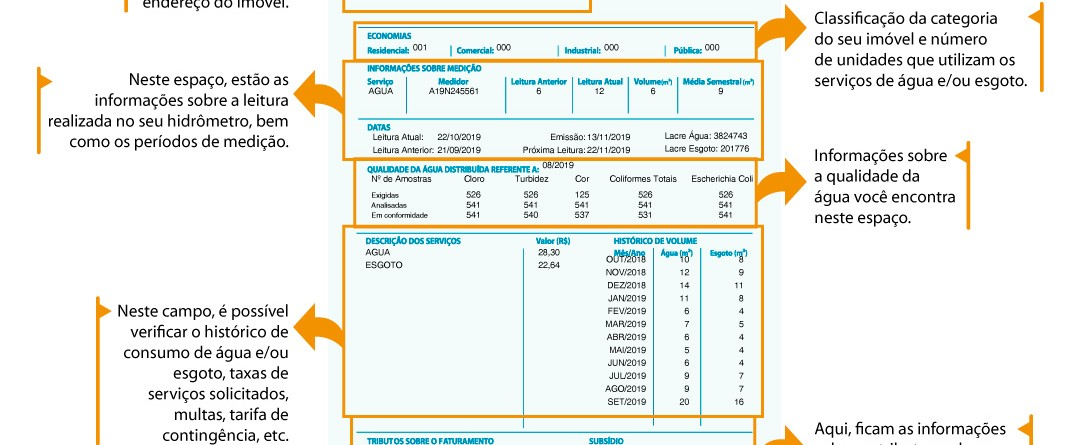 endereço do imóvel.
Classificação da categoria
do seu imóvel e número
de unidades que utilizam os
serviços de água e/ou esgoto.
ECONOMIAS
Residencial: 001 Comercial: 000 Industrial: 000 Pública: 000
Neste espaço, estão as
informações sobre a leitura
realizada no seu hidrômetro, bem
como os períodos de medição.
INFORMAÇÕES SOBRE MEDIÇÃO
Serviço Medidor Leitura Anterior Leitura Atual Volume(m³) Média Semestral (m³)
AGUA A19N245561 6 12 6 9
DATAS
Leitura Atual: 22/10/2019 Emissão: 13/11/2019 Lacre Água: 3824743
Leitura Anterior: 21/09/2019 Próxima Leitura: 22/11/2019 Lacre Esgoto: 201776
Informações sobre
a qualidade da
água você encontra
neste espaço.
QUALIDADE DA ÁGUA DISTRIBUÍDA REFERENTE A: 08/2019
Nº de Amostras Cloro Turbidez Cor Coliformes Totais Escherichia Coli
Exigidas 526 526 125 526 526
Analisadas 541 541 541 541 541
Em conformidade 541 540 537 531 541
Neste campo, é possível
verificar o histórico de
consumo de água e/ou
esgoto, taxas de
serviços solicitados,
multas, tarifa de
contingência, etc.
DESCRIÇÃO DOS SERVIÇOS Valor (R$) HISTÓRICO DE VOLUME
Mês/Ano Água (m³) Esgoto (m³)
AGUA 28,30
ESGOTO 22,64
OUT/2018 10 8
NOV/2018 12 9
DEZ/2018 14 11
JAN/2019 11 8
FEV/2019 6 4
MAR/2019 7 5
ABR/2019 6 4
MAI/2019 5 4
JUN/2019 6 4
JUL/2019 9 7
AGO/2019 9 7
SET/2019 20 16
TRIBUTOS SOBRE O FATURAMENTO SUBSÍDIO
Aqui, ficam as informações